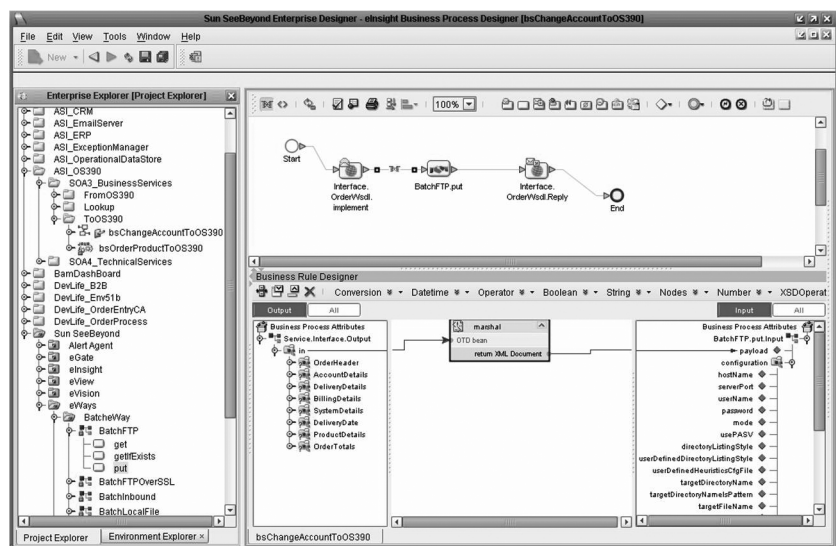 Sun SeeBeyond Enterprise Designer - eInsight Business Process Designer [bsChangeAccountToOS390]
File Edit View Tools Window Help
New
Enterprise Explorer [Project Explorer]
ASI_CRM
ASI_EmailServer
ASI_ERP
ASI_ExceptionManager
ASI_OperationalDataStore
ASI_OS390
SOA3_BusinessServices
FromOS390
Lookup
ToOS390
bsChangeAccountToOS390
bsOrderProductToOS390
SOA4_TechnicalServices
BamDashBoard
DevLife_B2B
DevLife_Env51b
DevLife_OrderEntryCA
DevLife_OrderProcess
Sun SeeBeyond
Alert Agent
eGate
eInsight
eView
eVision
eWays
BatcheWay
BatchFTP
get
getIfExists
put
BatchFTPOverSSL
BatchInbound
BatchLocalFile
Project Explorer Environment Explorer ×
100%
Start
Interface.
OrderWsdl.
implement
BatchFTP.put
Interface.
OrderWsdl.Reply
End
Business Rule Designer
Conversion Datetime Operator Boolean String Nodes Number XSDOperat
Output All
Input All
Business Process Attributes
Service.Interface.Output
in
OrderHeader
AccountDetails
DeliveryDetails
BillingDetails
SystemDetails
DeliveryDate
ProductDetails
OrderTotals
marshal
OTD bean
return XML Document
Business Process Attributes
BatchFTP.put.Input
payload
configuration
hostName
serverPort
userName
password
mode
usePASV
directoryListingStyle
userDefinedDirectoryListingStyle
userDefinedHeuristicsCfgFile
targetDirectoryName
targetDirectoryNameIsPattern
targetFileName
bsChangeAccountToOS390